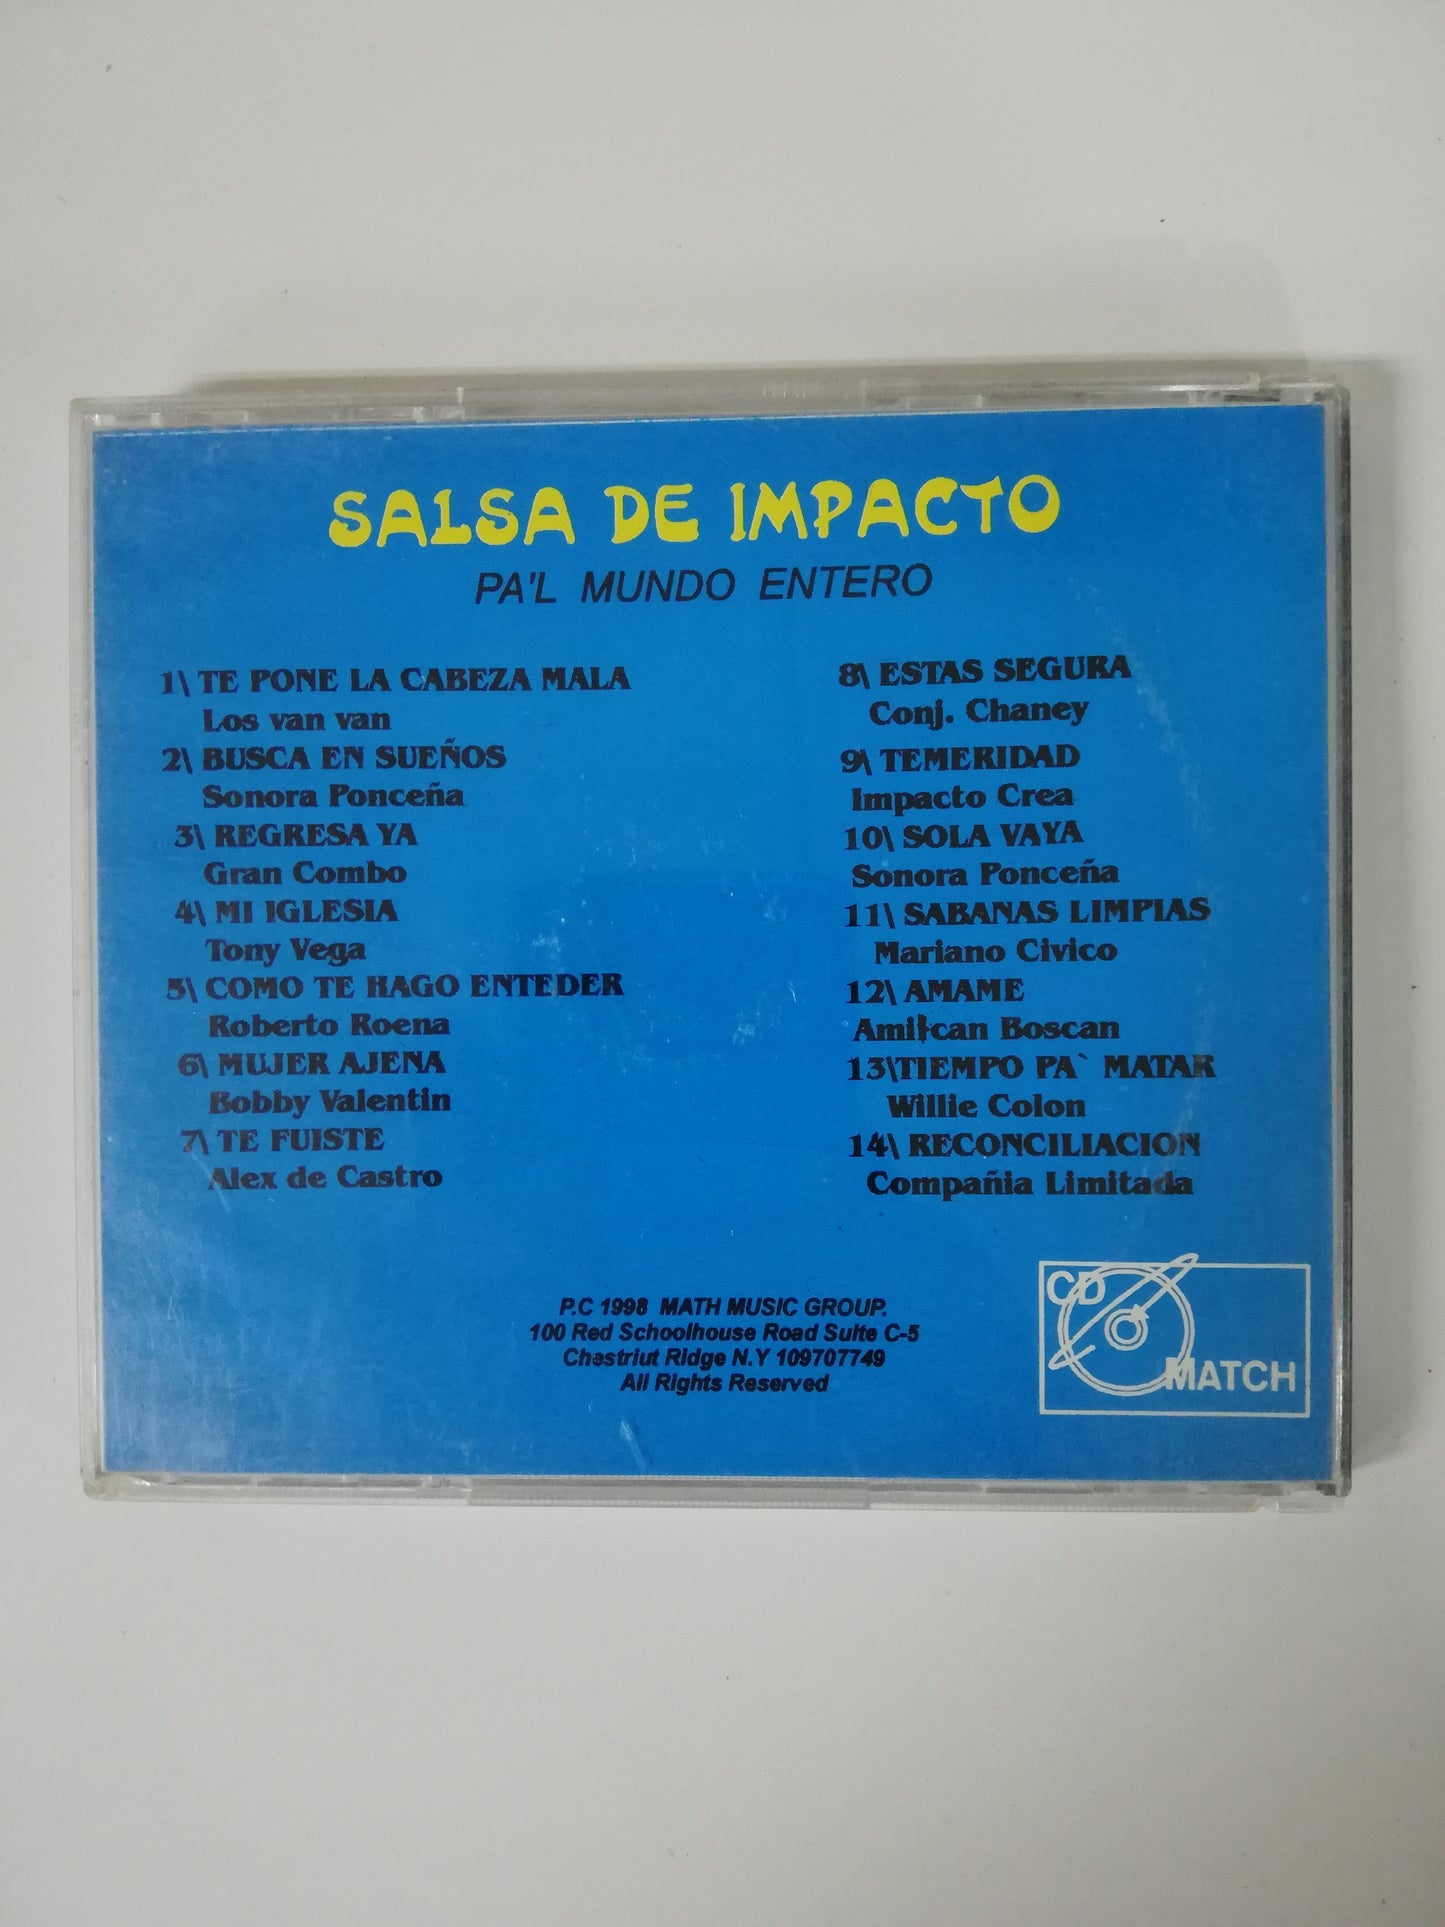 SALSA DE IMPACTO
PA'L MUNDO ENTERO
1\ TE PONE LA CABEZA MALA
Los van van
2\ BUSCA EN SUEÑOS
Sonora Ponceña
3\ REGRESA YA
Gran Combo
4\ MI IGLESIA
Tony Vega
5\ COMO TE HAGO ENTEDER
Roberto Roena
6\ MUJER AJENA
Bobby Valentin
7\ TE FUISTE
Alex de Castro
8\ ESTAS SEGURA
Conj. Chaney
9\ TEMERIDAD
Impacto Crea
10\ SOLA VAYA
Sonora Ponceña
11\ SABANAS LIMPIAS
Mariano Civico
12\ AMAME
Amilcan Boscan
13\TIEMPO PA` MATAR
Willie Colon
14\ RECONCILIACION
Compañia Limitada
P.C 1998 MATH MUSIC GROUP.
100 Red Schoolhouse Road Suite C-5
Chestriut Ridge N.Y 109707749
All Rights Reserved
CD
MATCH